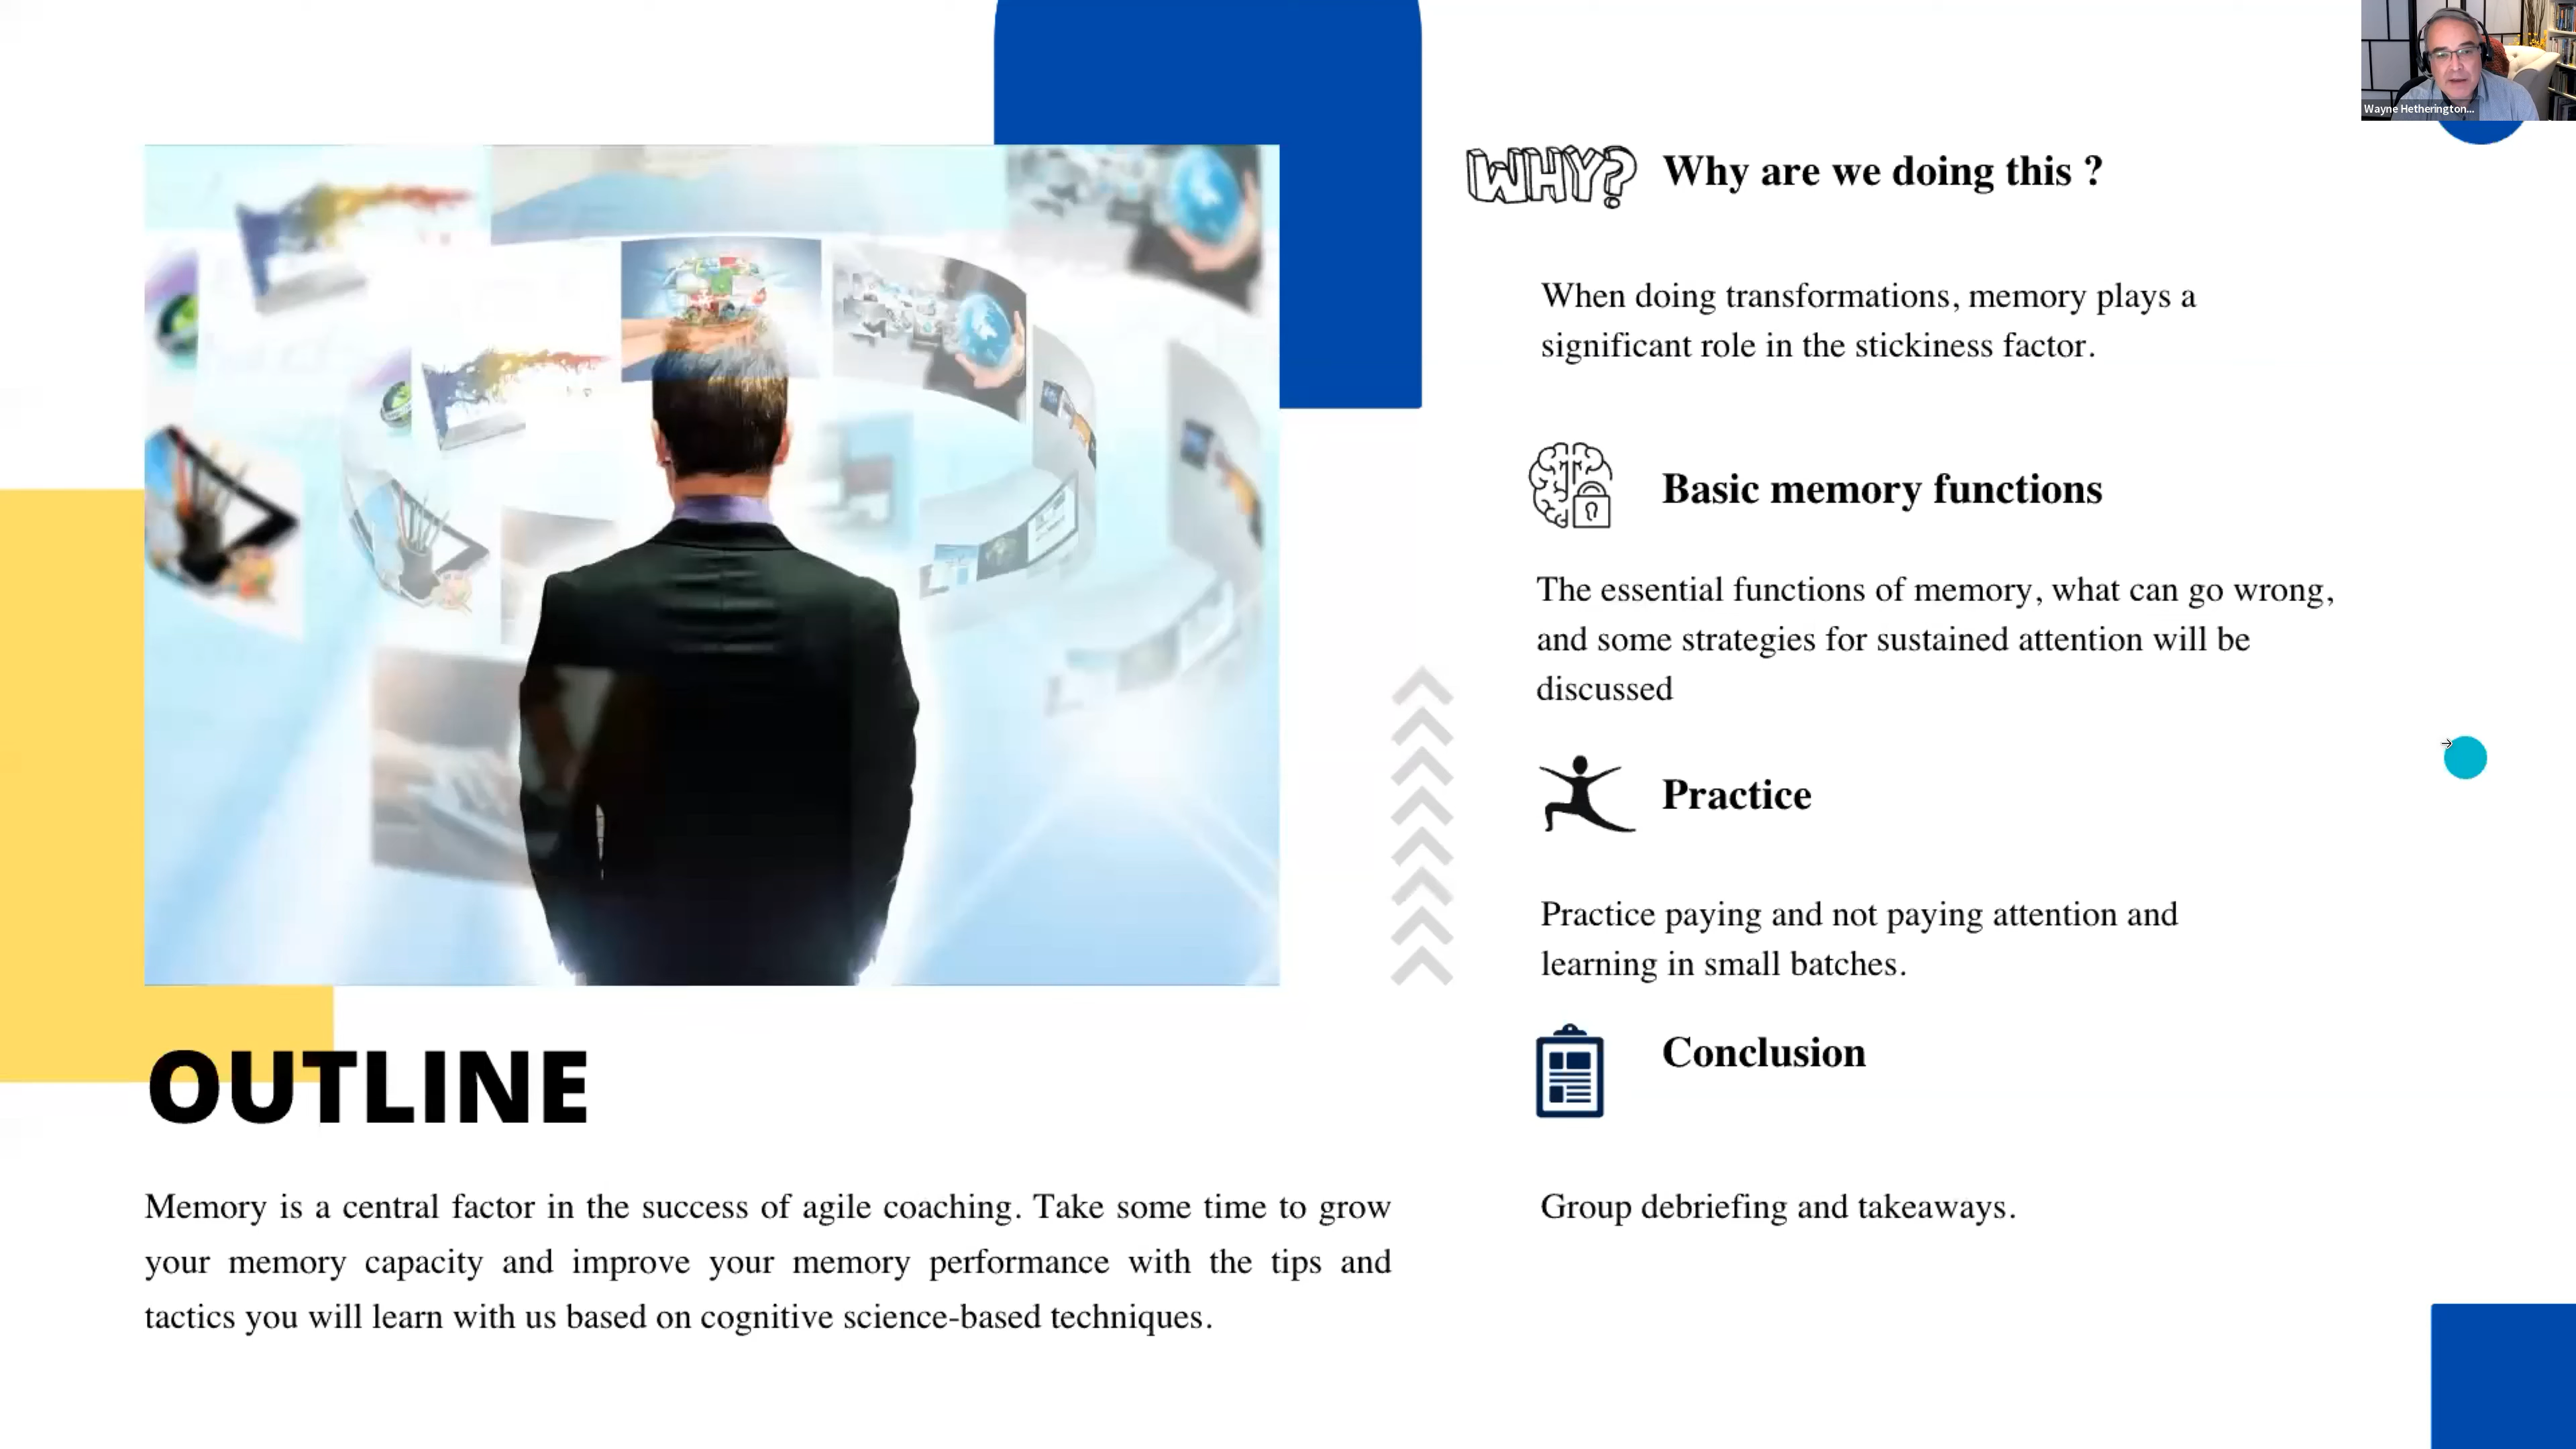 Wayne Hetherington...
WHY?
Why are we doing this ?
When doing transformations, memory plays a
significant role in the stickiness factor.
Basic memory functions
The essential functions of memory, what can go wrong,
and some strategies for sustained attention will be
discussed
Practice
Practice paying and not paying attention and
learning in small batches.
Conclusion
Group debriefing and takeaways.
OUTLINE
Memory is a central factor in the success of agile coaching. Take some time to grow
your memory capacity and improve your memory performance with the tips and
tactics you will learn with us based on cognitive science-based techniques.